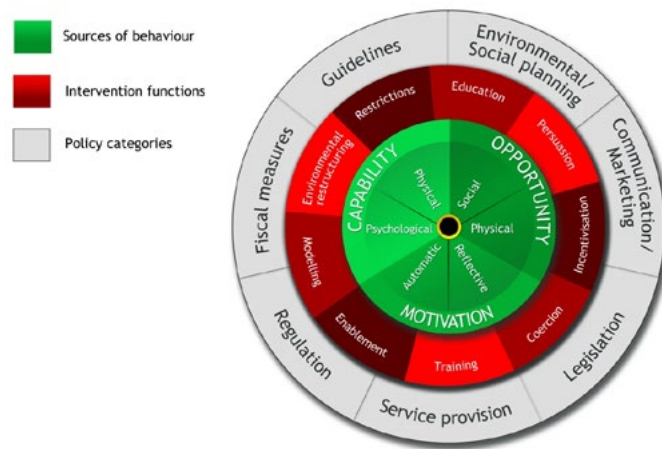 Sources of behaviour
Intervention functions
Policy categories
Guidelines
Environmental/
Social planning
Communication/
Marketing
Legislation
Service provision
Regulation
Fiscal measures
Restrictions
Education
Persuasion
Incentivisation
Coercion
Training
Enablement
Modelling
Environmental
restructuring
CAPABILITY
OPPORTUNITY
MOTIVATION
Physical
Social
Physical
Reflective
Automatic
Psychological